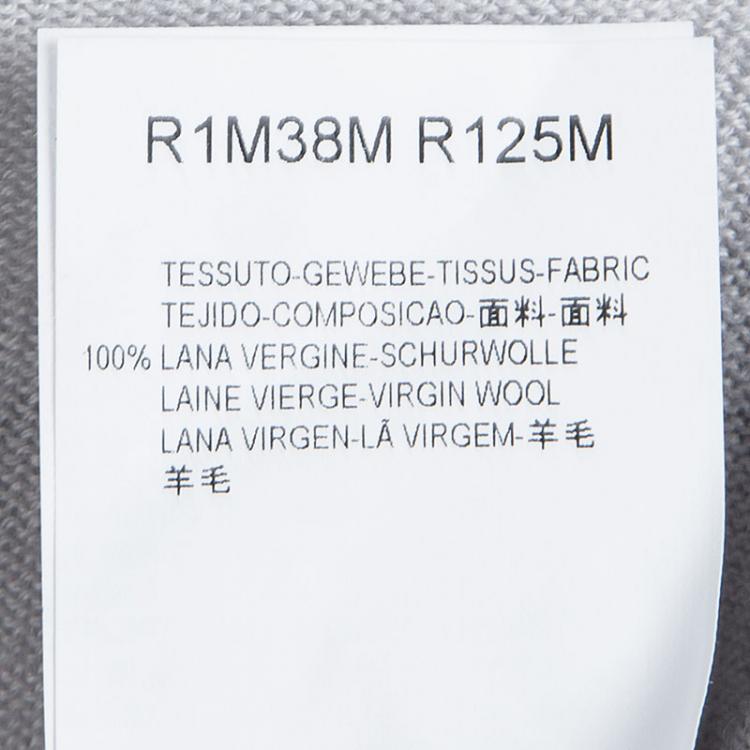 R1M38M R125M
TESSUTO-GEWEBE-TISSUS-FABRIC
TEJIDO-COMPOSICAO-面料-面料
100% LANA VERGINE-SCHURWOLLE
LAINE VIERGE-VIRGIN WOOL
LANA VIRGEN-LÃ VIRGEM-羊毛
羊毛